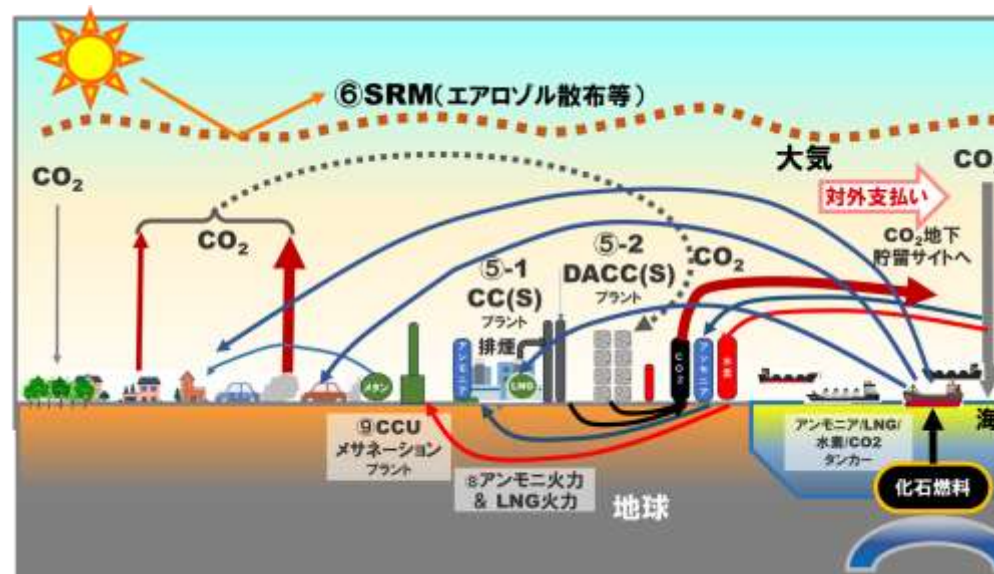 ⑥SRM(エアロゾル散布等)
大気
CO₂
CO
対外支払い
CO₂
CO₂地下
貯留サイトへ
⑤-1
CC(S)
プラント
排煙
⑤-2
DACC(S)
プラント
CO₂
メタン
アンモニア
LNG
CO2
アンモニア
水素
⑨CCU
メサネーション
プラント
⑧アンモニ火力
& LNG火力
地球
アンモニア/LNG/
水素/CO2
タンカー
海
化石燃料